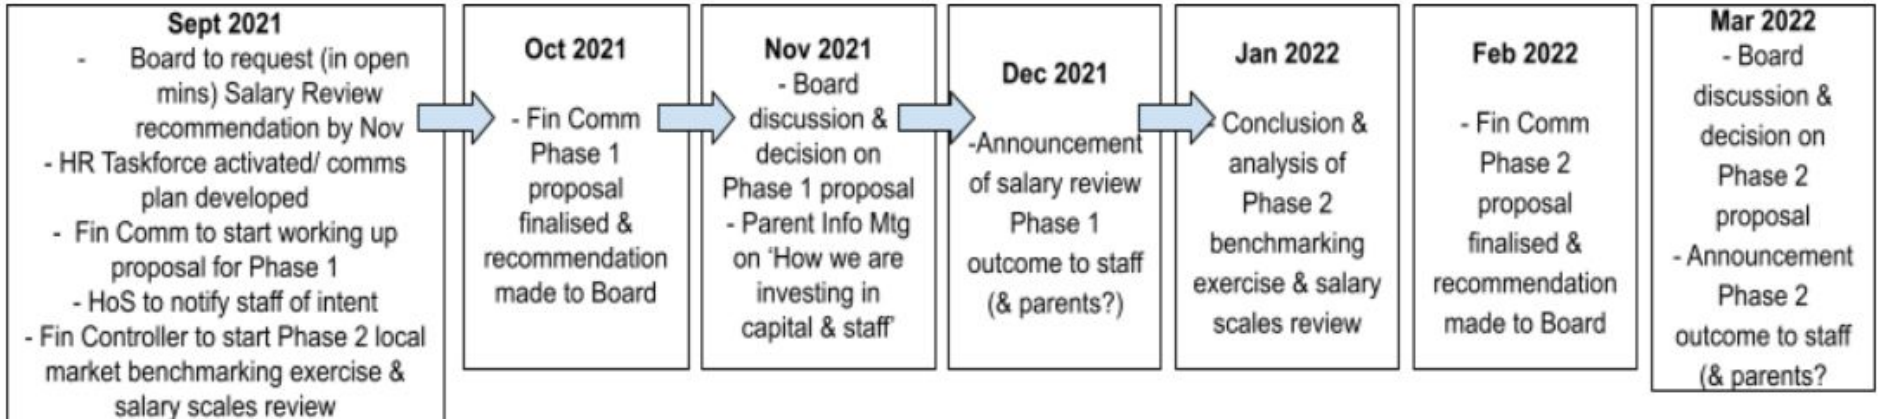 Sept 2021
- Board to request (in open
mins) Salary Review
recommendation by Nov
- HR Taskforce activated/ comms
plan developed
- Fin Comm to start working up
proposal for Phase 1
- HoS to notify staff of intent
- Fin Controller to start Phase 2 local
market benchmarking exercise &
salary scales review
Oct 2021
- Fin Comm
Phase 1
proposal
finalised &
recommendation
made to Board
Nov 2021
- Board
discussion &
decision on
Phase 1 proposal
- Parent Info Mtg
on 'How we are
investing in
capital & staff'
Dec 2021
-Announcement
of salary review
Phase 1
outcome to staff
(& parents?)
Jan 2022
- Conclusion &
analysis of
Phase 2
benchmarking
exercise & salary
scales review
Feb 2022
- Fin Comm
Phase 2
proposal
finalised &
recommendation
made to Board
Mar 2022
- Board
discussion &
decision on
Phase 2
proposal
- Announcement
Phase 2
outcome to staff
(& parents?